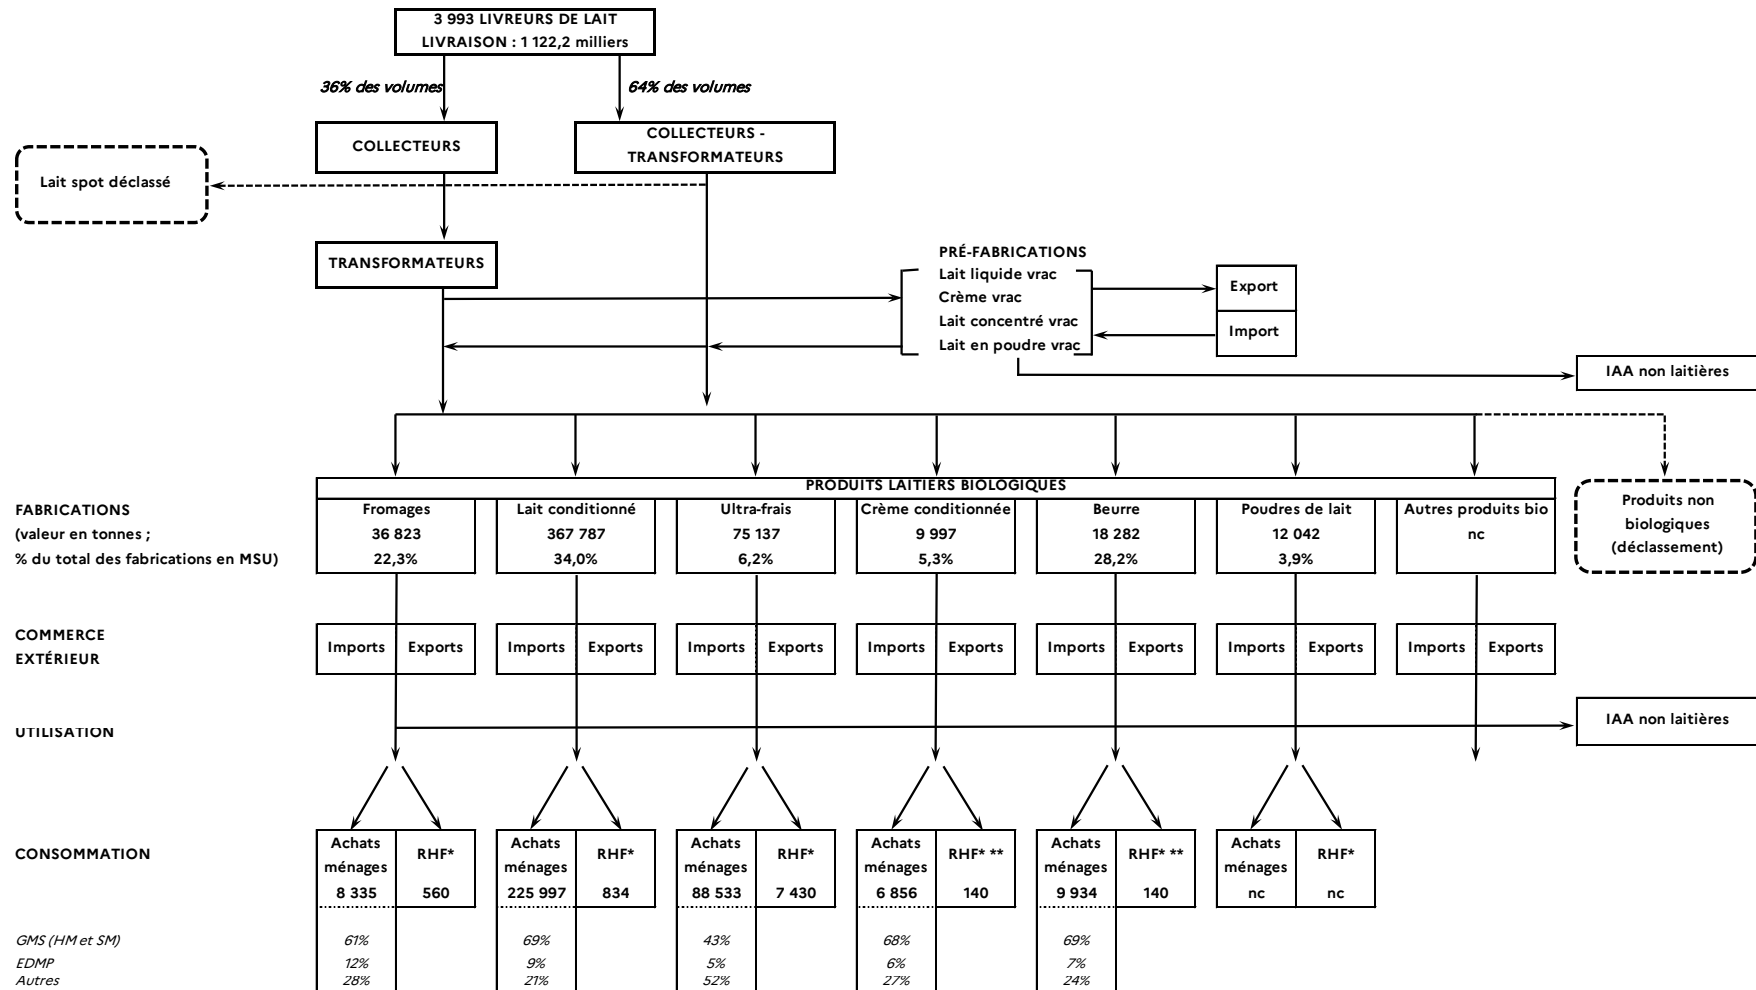 3 993 LIVREURS DE LAIT
LIVRAISON : 1 122,2 milliers
36% des volumes
64% des volumes
COLLECTEURS
COLLECTEURS -
TRANSFORMATEURS
Lait spot déclassé
TRANSFORMATEURS
PRÉ-FABRICATIONS
Lait liquide vrac
Crème vrac
Lait concentré vrac
Lait en poudre vrac
Export
Import
IAA non laitières
PRODUITS LAITIERS BIOLOGIQUES
FABRICATIONS
(valeur en tonnes ;
% du total des fabrications en MSU)
Fromages
36 823
22,3%
Lait conditionné
367 787
34,0%
Ultra-frais
75 137
6,2%
Crème conditionnée
9 997
5,3%
Beurre
18 282
28,2%
Poudres de lait
12 042
3,9%
Autres produits bio
nc
Produits non
biologiques
(déclassement)
COMMERCE
EXTÉRIEUR
Imports Exports
Imports Exports
Imports Exports
Imports Exports
Imports Exports
Imports Exports
Imports Exports
UTILISATION
IAA non laitières
CONSOMMATION
Achats
ménages
8 335
RHF*
560
Achats
ménages
225 997
RHF*
834
Achats
ménages
88 533
RHF*
7 430
Achats
ménages
6 856
RHF* **
140
Achats
ménages
9 934
RHF* **
140
Achats
ménages
nc
RHF*
nc
GMS (HM et SM) 61% 69% 43% 68% 69%
EDMP 12% 9% 5% 6% 7%
Autres 28% 21% 52% 27% 24%